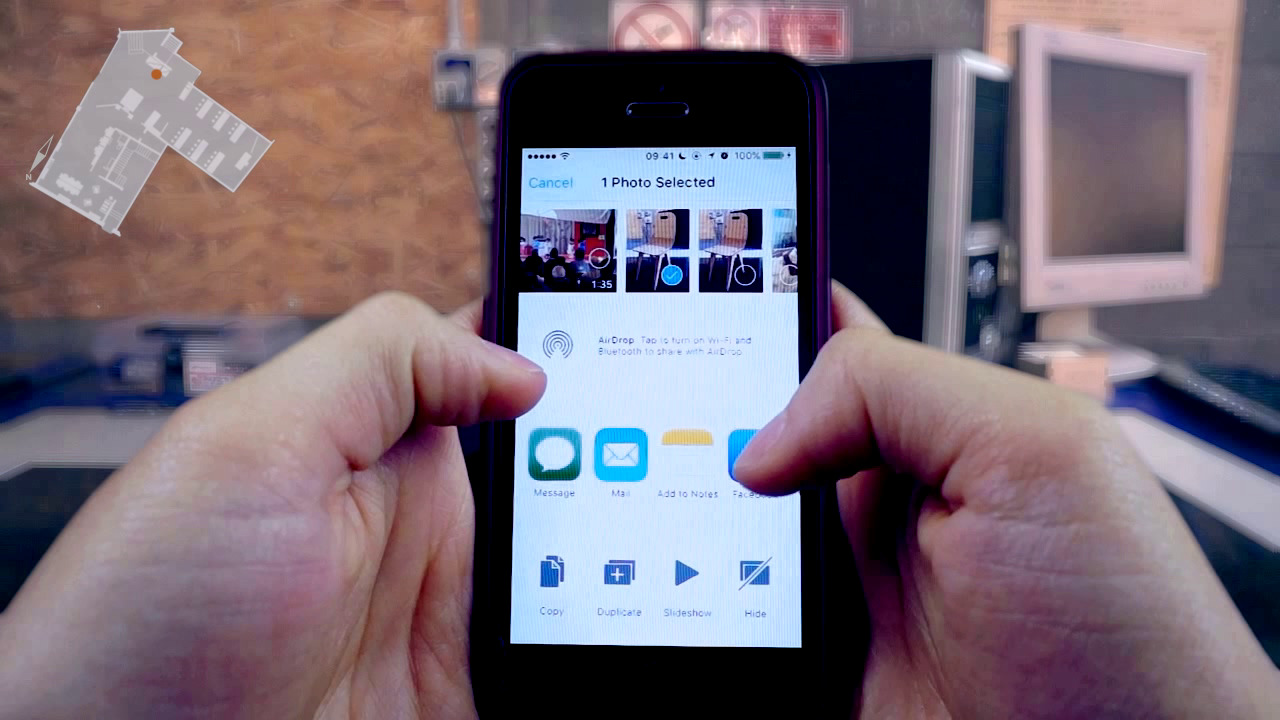 N
09:41 100%
Cancel 1 Photo Selected
1:35
AirDrop. Tap to turn on Wi-Fi and
Bluetooth to share with AirDrop.
Message Mail Add to Notes
Copy Duplicate Slideshow Hide